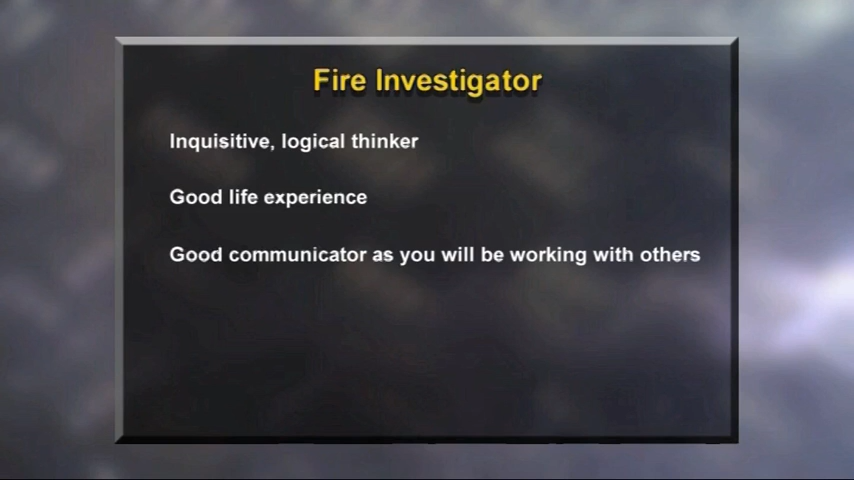 Fire Investigator
Inquisitive, logical thinker
Good life experience
Good communicator as you will be working with others